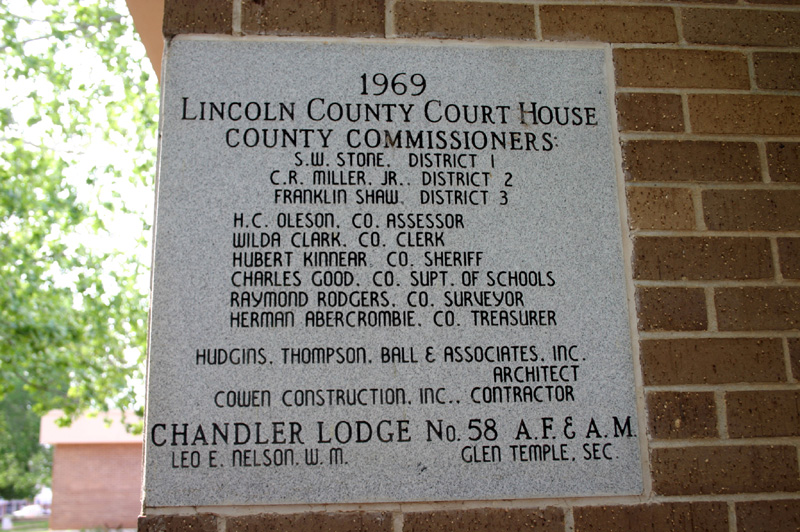 1969
LINCOLN COUNTY COURT HOUSE
COUNTY COMMISSIONERS:
S.W. STONE, DISTRICT 1
C.R. MILLER, JR., DISTRICT 2
FRANKLIN SHAW, DISTRICT 3
H.C. OLESON, CO. ASSESSOR
WILDA CLARK, CO. CLERK
HUBERT KINNEAR, CO. SHERIFF
CHARLES GOOD, CO. SUPT. OF SCHOOLS
RAYMOND RODGERS, CO. SURVEYOR
HERMAN ABERCROMBIE, CO. TREASURER
HUDGINS, THOMPSON, BALL & ASSOCIATES, INC.
ARCHITECT
COWEN CONSTRUCTION, INC., CONTRACTOR
CHANDLER LODGE No. 58 A.F. & A.M.
LEO E. NELSON, W. M. GLEN TEMPLE, SEC.